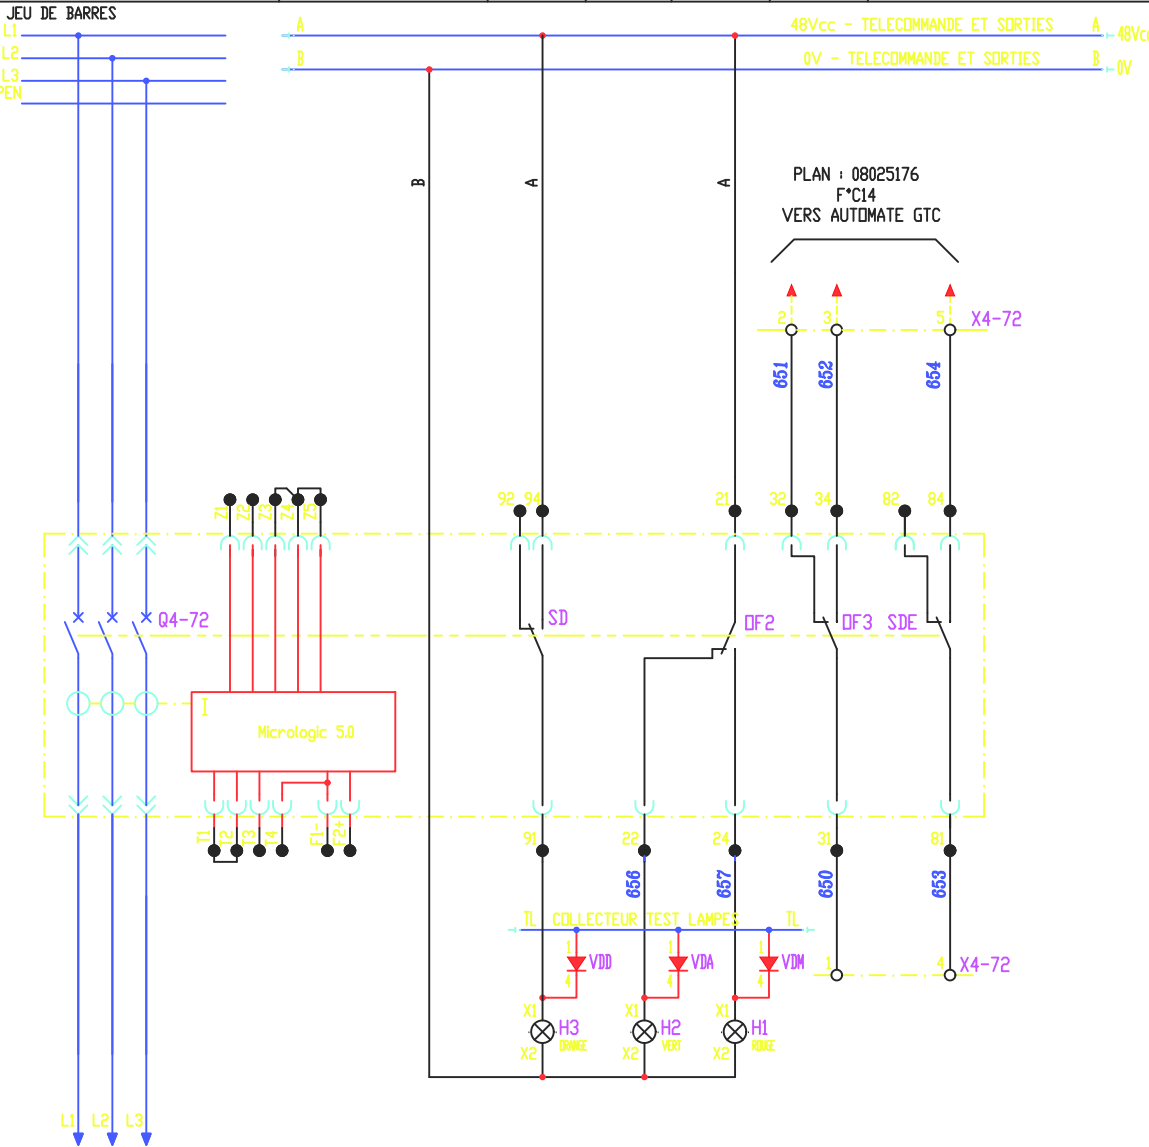 JEU DE BARRES
L1
L2
L3
PEN
A 48Vcc - TELECOMMANDE ET SORTIES A 48Vcc
B 0V - TELECOMMANDE ET SORTIES B 0V
B A A
PLAN : 08025176
F*C14
VERS AUTOMATE GTC
2 3 5 X4-72
651 652 654
Z1 Z2 Z3 Z4 Z5
92 94 21 32 34 82 84
Q4-72 SD OF2 OF3 SDE
I
Micrologic 5.0
T1 T2 T3 T4 F1- F2+
91 22 24 31 81
656 657 650 653
TL COLLECTEUR TEST LAMPES TL
1 VDD 1 VDA 1 VDM
4 4 4
1 4 X4-72
X1 H3 X1 H2 X1 H1
ORANGE VERT ROUGE
X2 X2 X2
L1 L2 L3